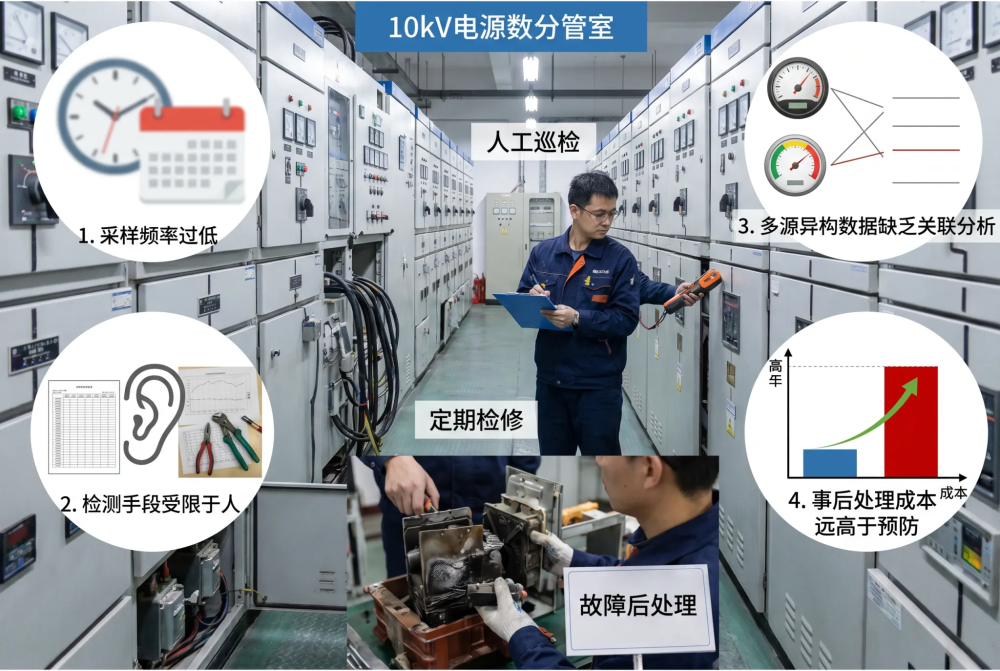 10kV电源数分管室
人工巡检
1. 采样频率过低
3. 多源异构数据缺乏关联分析
定期检修
2. 检测手段受限于人
高
年
成本
4. 事后处理成本
远高于预防
故障后处理